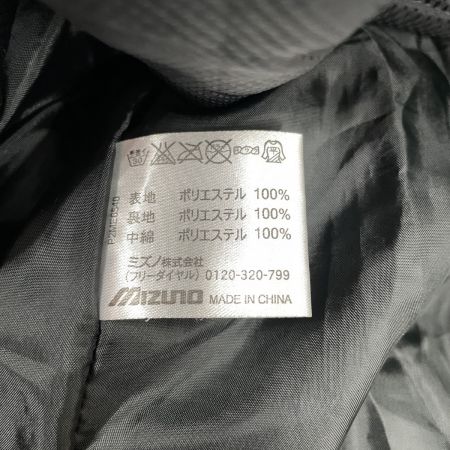 表地 ポリエステル 100%
裏地 ポリエステル 100%
中綿 ポリエステル 100%
ミズノ株式会社
(フリーダイヤル) 0120-320-799
MIZUNO MADE IN CHINA